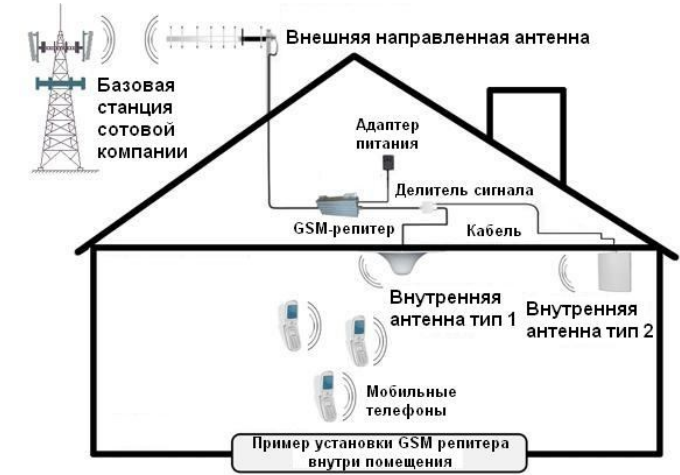 Внешняя направленная антенна
Базовая
станция
сотовой
компании
Адаптер
питания
Делитель сигнала
GSM-репитер
Кабель
Внутренняя
антенна тип 1
Внутренняя
антенна тип 2
Мобильные
телефоны
Пример установки GSM репитера
внутри помещения